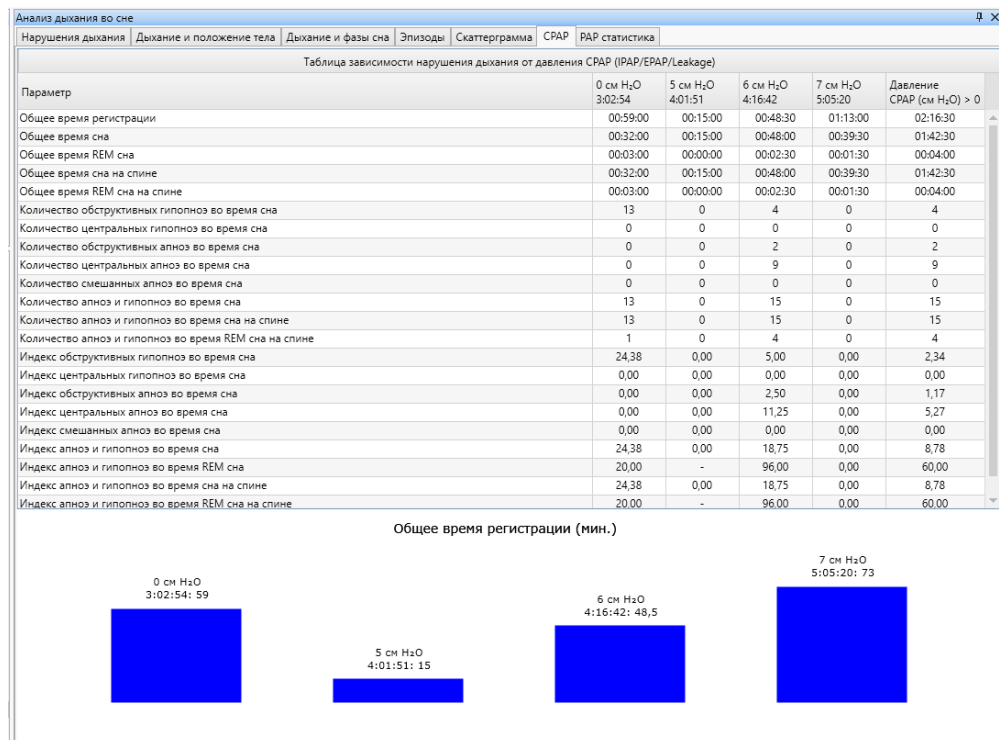 Анализ дыхания во сне
Нарушения дыхания Дыхание и положение тела Дыхание и фазы сна Эпизоды Скаттерграмма CPAP PAP статистика
Таблица зависимости нарушения дыхания от давления CPAP (IPAP/EPAP/Leakage)
Параметр 0 см H₂O 3:02:54 5 см H₂O 4:01:51 6 см H₂O 4:16:42 7 см H₂O 5:05:20 Давление CPAP (см H₂O) > 0
Общее время регистрации 00:59:00 00:15:00 00:48:30 01:13:00 02:16:30
Общее время сна 00:32:00 00:15:00 00:48:00 00:39:30 01:42:30
Общее время REM сна 00:03:00 00:00:00 00:02:30 00:01:30 00:04:00
Общее время сна на спине 00:32:00 00:15:00 00:48:00 00:39:30 01:42:30
Общее время REM сна на спине 00:03:00 00:00:00 00:02:30 00:01:30 00:04:00
Количество обструктивных гипопноэ во время сна 13 0 4 0 4
Количество центральных гипопноэ во время сна 0 0 0 0 0
Количество обструктивных апноэ во время сна 0 0 2 0 2
Количество центральных апноэ во время сна 0 0 9 0 9
Количество смешанных апноэ во время сна 0 0 0 0 0
Количество апноэ и гипопноэ во время сна 13 0 15 0 15
Количество апноэ и гипопноэ во время сна на спине 13 0 15 0 15
Количество апноэ и гипопноэ во время REM сна на спине 1 0 4 0 4
Индекс обструктивных гипопноэ во время сна 24,38 0,00 5,00 0,00 2,34
Индекс центральных гипопноэ во время сна 0,00 0,00 0,00 0,00 0,00
Индекс обструктивных апноэ во время сна 0,00 0,00 2,50 0,00 1,17
Индекс центральных апноэ во время сна 0,00 0,00 11,25 0,00 5,27
Индекс смешанных апноэ во время сна 0,00 0,00 0,00 0,00 0,00
Индекс апноэ и гипопноэ во время сна 24,38 0,00 18,75 0,00 8,78
Индекс апноэ и гипопноэ во время REM сна 20,00 - 96,00 0,00 60,00
Индекс апноэ и гипопноэ во время сна на спине 24,38 0,00 18,75 0,00 8,78
Индекс апноэ и гипопноэ во время REM сна на спине 20,00 - 96,00 0,00 60,00
Общее время регистрации (мин.)
0 см H₂O
3:02:54: 59
5 см H₂O
4:01:51: 15
6 см H₂O
4:16:42: 48,5
7 см H₂O
5:05:20: 73